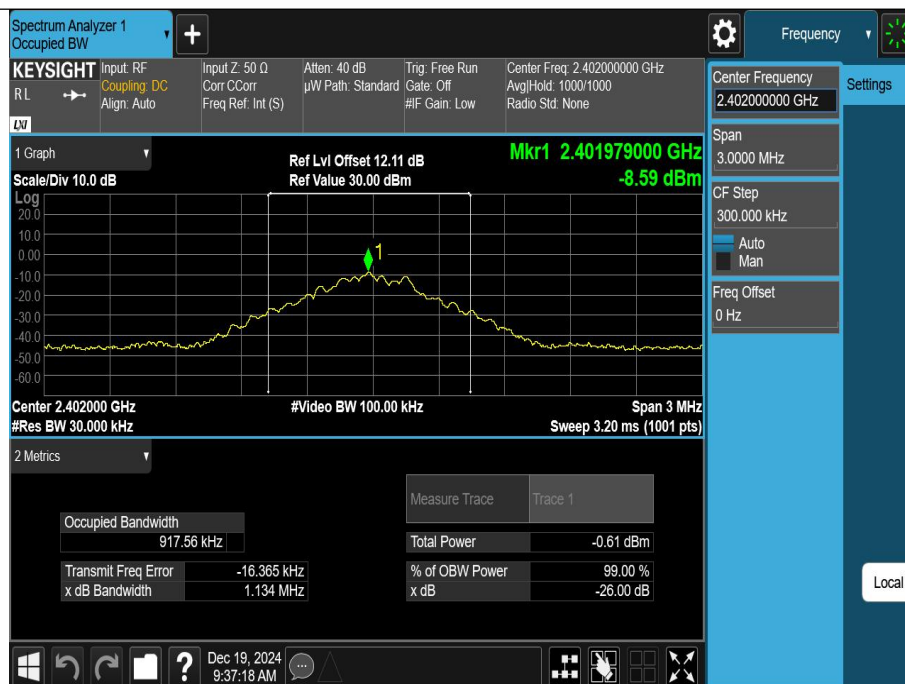 Spectrum Analyzer 1
Occupied BW
Frequency
KEYSIGHT
RL
LXI
Input: RF
Coupling: DC
Align: Auto
Input Z: 50 Ω
Corr CCorr
Freq Ref: Int (S)
Atten: 40 dB
µW Path: Standard
Trig: Free Run
Gate: Off
#IF Gain: Low
Center Freq: 2.402000000 GHz
Avg|Hold: 1000/1000
Radio Std: None
Center Frequency
2.402000000 GHz
Settings
Span
3.0000 MHz
CF Step
300.000 kHz
Auto
Man
Freq Offset
0 Hz
Local
1 Graph
Scale/Div 10.0 dB
Ref Lvl Offset 12.11 dB
Ref Value 30.00 dBm
Mkr1 2.401979000 GHz
-8.59 dBm
Log
20.0
10.0
0.00
-10.0
-20.0
-30.0
-40.0
-50.0
-60.0
1
Center 2.402000 GHz
#Res BW 30.000 kHz
#Video BW 100.00 kHz
Span 3 MHz
Sweep 3.20 ms (1001 pts)
2 Metrics
Measure Trace Trace 1
Occupied Bandwidth
917.56 kHz
Total Power -0.61 dBm
Transmit Freq Error -16.365 kHz
% of OBW Power 99.00 %
x dB Bandwidth 1.134 MHz
x dB -26.00 dB
?
Dec 19, 2024
9:37:18 AM